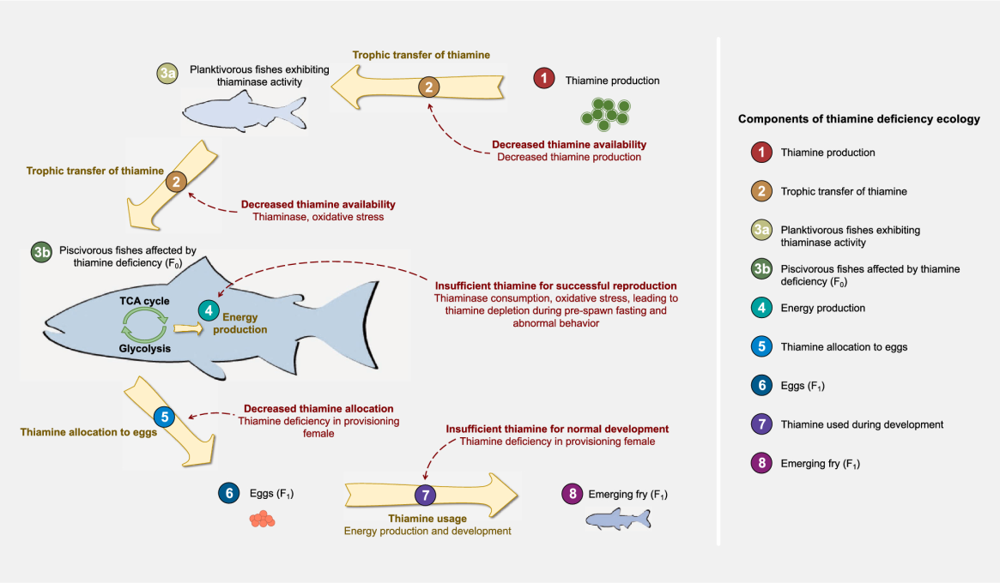 Trophic transfer of thiamine
3a
Planktivorous fishes exhibiting
thiaminase activity
2
1
Thiamine production
Decreased thiamine availability
Decreased thiamine production
Trophic transfer of thiamine
2
Decreased thiamine availability
Thiaminase, oxidative stress
3b
Piscivorous fishes affected by
thiamine deficiency (F₀)
TCA cycle
Glycolysis
4
Energy
production
Insufficient thiamine for successful reproduction
Thiaminase consumption, oxidative stress, leading to
thiamine depletion during pre-spawn fasting and
abnormal behavior
Thiamine allocation to eggs
5
Decreased thiamine allocation
Thiamine deficiency in provisioning
female
Insufficient thiamine for normal development
Thiamine deficiency in provisioning female
6
Eggs (F₁)
7
Thiamine usage
Energy production and development
8
Emerging fry (F₁)
Components of thiamine deficiency ecology
1
Thiamine production
2
Trophic transfer of thiamine
3a
Planktivorous fishes exhibiting
thiaminase activity
3b
Piscivorous fishes affected by thiamine
deficiency (F₀)
4
Energy production
5
Thiamine allocation to eggs
6
Eggs (F₁)
7
Thiamine used during development
8
Emerging fry (F₁)